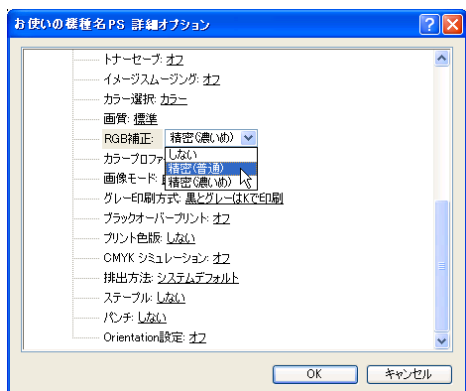 お使いの機種名PS 詳細オプション
トナーセーブ: オフ
イメージスムージング: オフ
カラー選択: カラー
画質: 標準
RGB補正: 精密(濃いめ)
しない
カラープロファ
精密(普通)
画像モード:
精密(濃いめ)
グレー印刷方式: 黒とグレーはKで印刷
ブラックオーバープリント: オフ
プリント色版: しない
CMYK シミュレーション: オフ
排出方法: システムデフォルト
ステープル: しない
パンチ: しない
Orientation設定: オフ
OK キャンセル